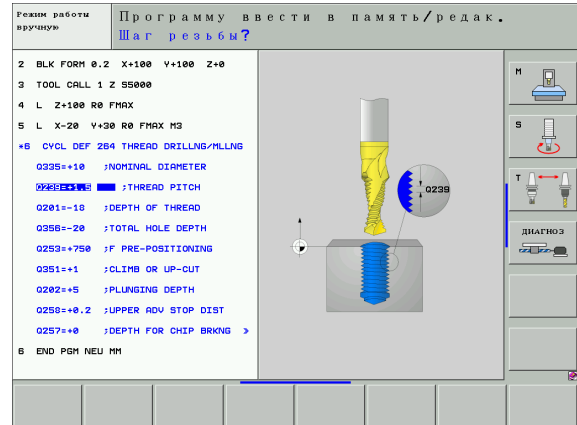 Режим работы
вручную
Программу ввести в память/редак.
Шаг резьбы?
2 BLK FORM 0.2 X+100 Y+100 Z+0
3 TOOL CALL 1 Z S5000
4 L Z+100 R0 FMAX
5 L X-20 Y+30 R0 FMAX M3
*6 CYCL DEF 264 THREAD DRILLNG/MLLNG
Q335=+10 ;NOMINAL DIAMETER
Q239=+1.5 ;THREAD PITCH
Q201=-18 ;DEPTH OF THREAD
Q356=-20 ;TOTAL HOLE DEPTH
Q253=+750 ;F PRE-POSITIONING
Q351=+1 ;CLIMB OR UP-CUT
Q202=+5 ;PLUNGING DEPTH
Q258=+0.2 ;UPPER ADV STOP DIST
Q257=+0 ;DEPTH FOR CHIP BRKNG »
6 END PGM NEU MM
Q239
M
S
T
ДИАГНОЗ